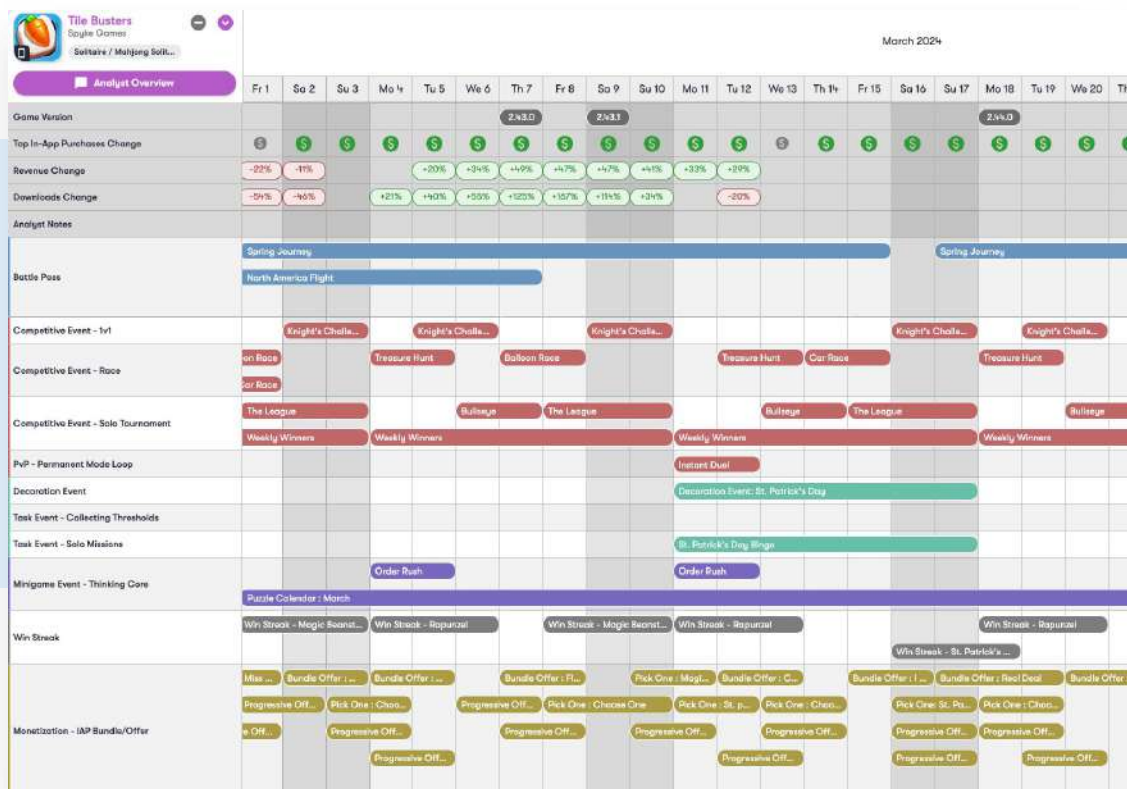 Tile Busters
Spyke Games
Solitaire / Mahjong Solit...
Analyst Overview
March 2024
Fr 1 Sa 2 Su 3 Mo 4 Tu 5 We 6 Th 7 Fr 8 Sa 9 Su 10 Mo 11 Tu 12 We 13 Th 14 Fr 15 Sa 16 Su 17 Mo 18 Tu 19 We 20 Th
Game Version 2.43.0 2.43.1 2.44.0
Top In-App Purchases Change
Revenue Change -22% -11% +20% +34% +49% +47% +47% +41% +33% +29%
Downloads Change -54% -46% +21% +40% +55% +125% +157% +114% +34% -20%
Analyst Notes
Battle Pass
Spring Journey Spring Journey
North America Flight
Competitive Event - 1v1 Knight's Challe... Knight's Challe... Knight's Challe... Knight's Challe... Knight's Challe...
Competitive Event - Race
on Race Treasure Hunt Balloon Race Treasure Hunt Car Race Treasure Hunt
Car Race
Competitive Event - Solo Tournament
The League Bullseye The League Bullseye The League Bullseye
Weekly Winners Weekly Winners Weekly Winners Weekly Winners
PvP - Permanent Mode Loop Instant Duel
Decoration Event Decoration Event: St. Patrick's Day
Task Event - Collecting Thresholds
Task Event - Solo Missions St. Patrick's Day Bingo
Minigame Event - Thinking Core
Order Rush Order Rush
Puzzle Calendar : March
Win Streak
Win Streak - Magic Beanst... Win Streak - Rapunzel Win Streak - Magic Beanst... Win Streak - Rapunzel Win Streak - Rapunzel
Win Streak - St. Patrick's ...
Monetization - IAP Bundle/Offer
Miss ... Bundle Offer : ... Bundle Offer : ... Bundle Offer : Fl... Pick One : Magi... Bundle Offer : C... Bundle Offer : I ... Bundle Offer : Reel Deal Bundle Offer
Progressive Off... Pick One : Choo... Progressive Off... Pick One : Choose One Pick One : St. p... Pick One : Choo... Pick One: St. Pa... Pick One : Choo...
e Off... Progressive Off... Progressive Off... Progressive Off... Progressive Off... Progressive Off... Progressive Off...
Progressive Off... Progressive Off... Progressive Off... Progressive Off...